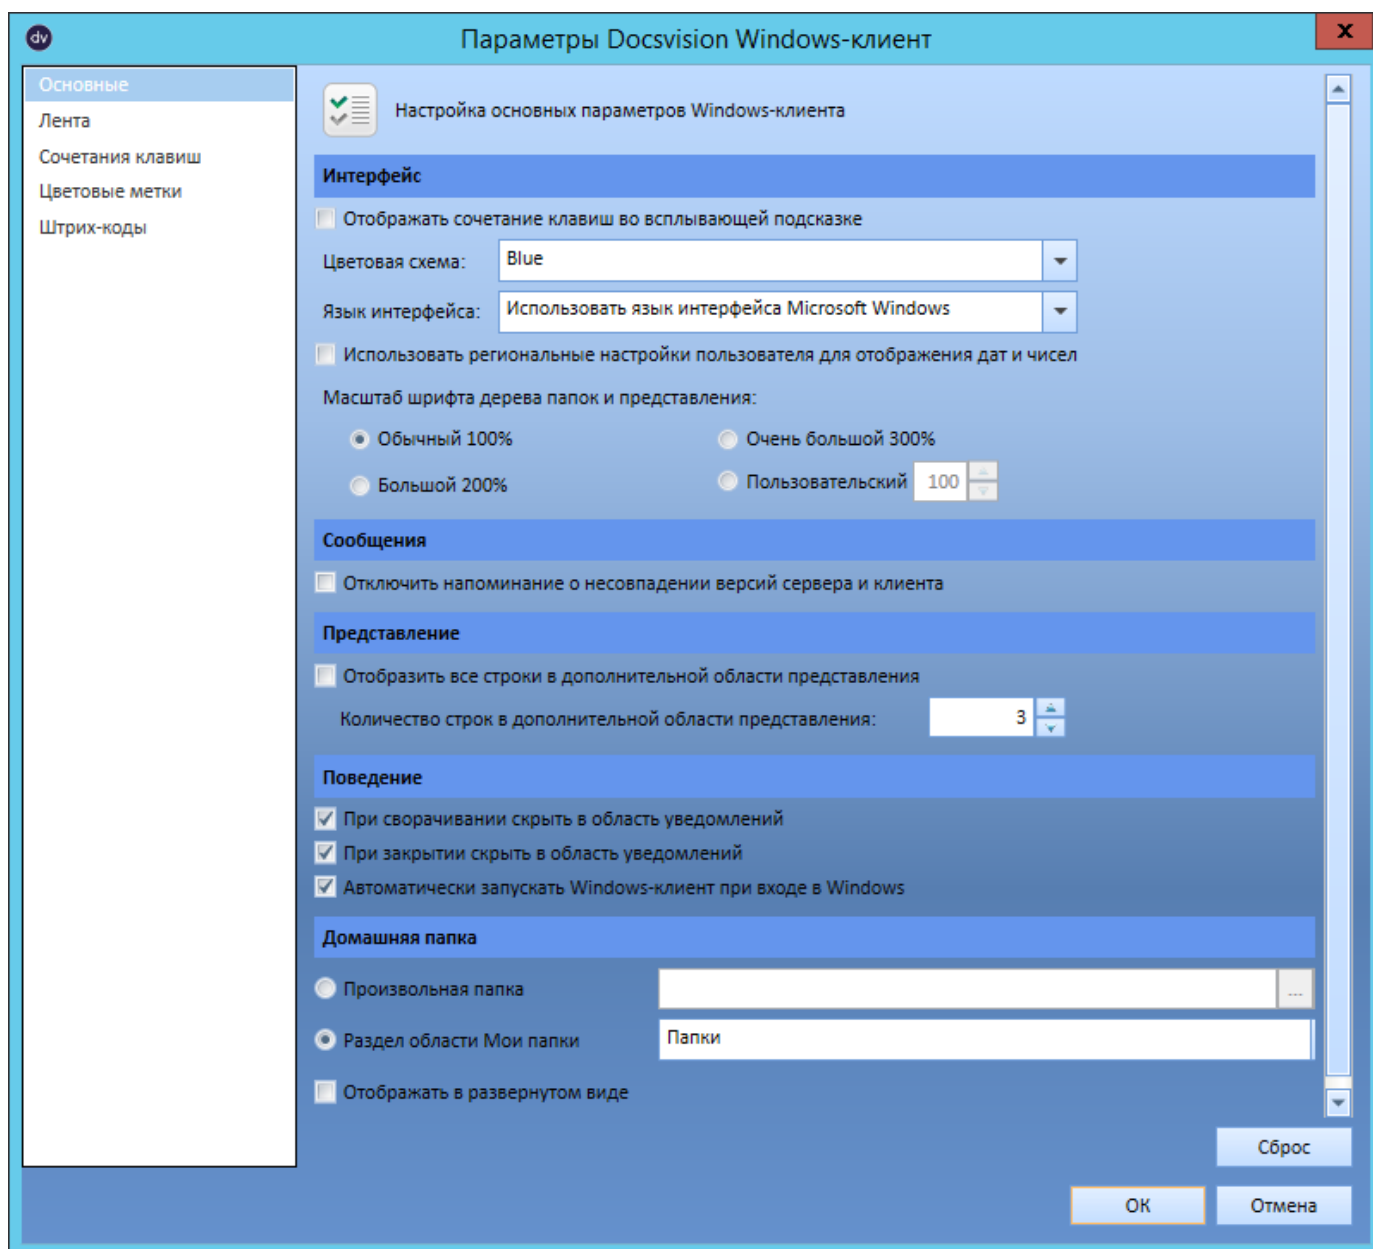 dv
Параметры Docsvision Windows-клиент
x
Основные
Лента
Сочетания клавиш
Цветовые метки
Штрих-коды
Настройка основных параметров Windows-клиента
Интерфейс
Отображать сочетание клавиш во всплывающей подсказке
Цветовая схема: Blue
Язык интерфейса: Использовать язык интерфейса Microsoft Windows
Использовать региональные настройки пользователя для отображения дат и чисел
Масштаб шрифта дерева папок и представления:
Обычный 100% Очень большой 300%
Большой 200% Пользовательский 100
Сообщения
Отключить напоминание о несовпадении версий сервера и клиента
Представление
Отобразить все строки в дополнительной области представления
Количество строк в дополнительной области представления: 3
Поведение
При сворачивании скрыть в область уведомлений
При закрытии скрыть в область уведомлений
Автоматически запускать Windows-клиент при входе в Windows
Домашняя папка
Произвольная папка ...
Раздел области Мои папки Папки
Отображать в развернутом виде
Сброс
ОК Отмена